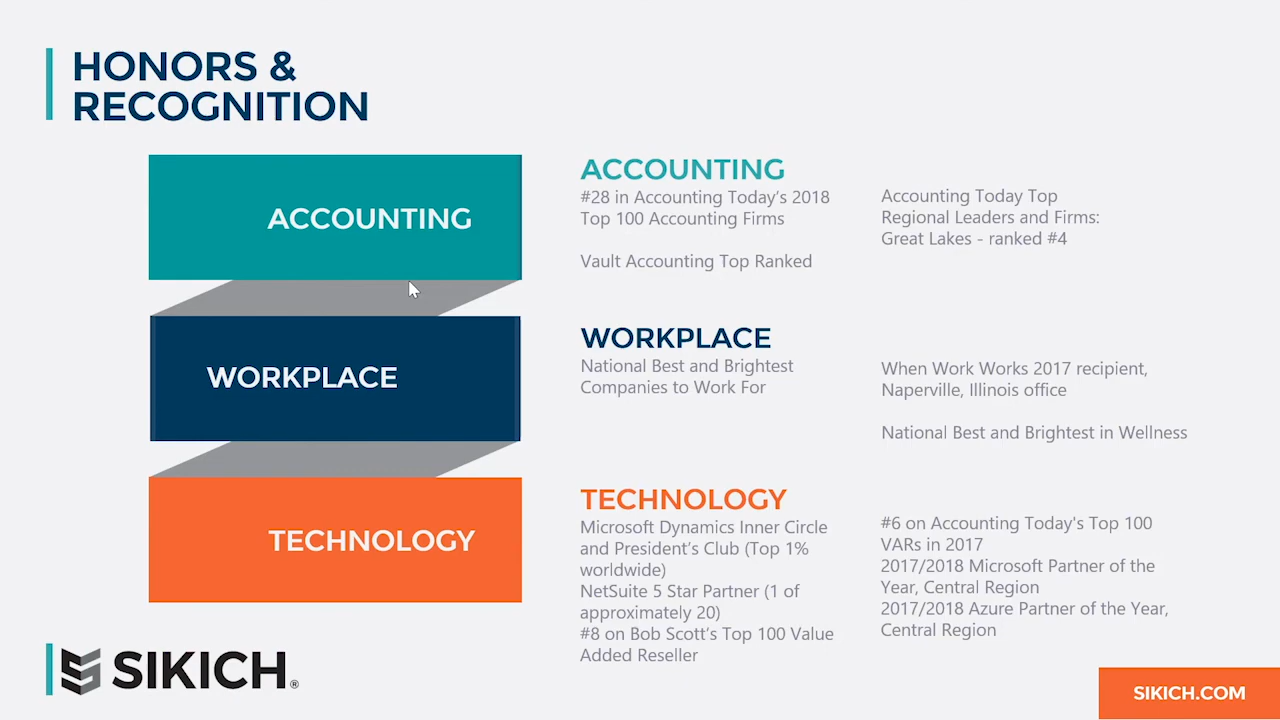 HONORS &
RECOGNITION
ACCOUNTING
WORKPLACE
TECHNOLOGY
ACCOUNTING
#28 in Accounting Today's 2018
Top 100 Accounting Firms
Vault Accounting Top Ranked
Accounting Today Top
Regional Leaders and Firms:
Great Lakes - ranked #4
WORKPLACE
National Best and Brightest
Companies to Work For
When Work Works 2017 recipient,
Naperville, Illinois office
National Best and Brightest in Wellness
TECHNOLOGY
Microsoft Dynamics Inner Circle
and President's Club (Top 1%
worldwide)
NetSuite 5 Star Partner (1 of
approximately 20)
#8 on Bob Scott's Top 100 Value
Added Reseller
#6 on Accounting Today's Top 100
VARs in 2017
2017/2018 Microsoft Partner of the
Year, Central Region
2017/2018 Azure Partner of the Year,
Central Region
SIKICH®
SIKICH.COM